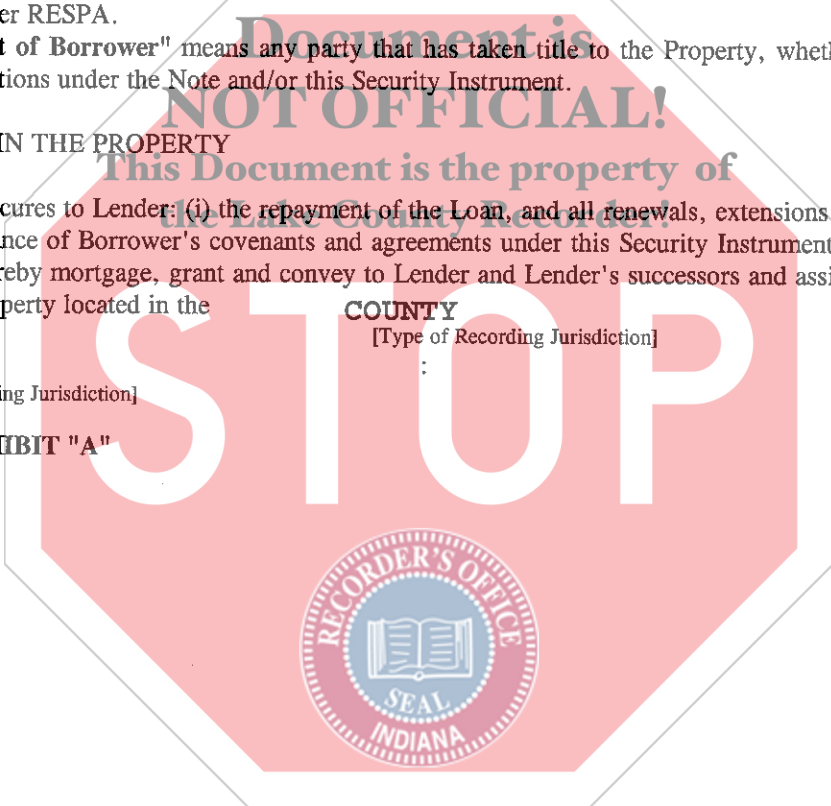 er RESPA.
Document is
t of Borrower" means any party that has taken title to the Property, wheth
tions under the Note and/or this Security Instrument.
NOT OFFICIAL!
IN THE PROPERTY
This Document is the property of
the Lake County Recorder!
cures to Lender: (i) the repayment of the Loan, and all renewals, extensions
nce of Borrower's covenants and agreements under this Security Instrument
reby mortgage, grant and convey to Lender and Lender's successors and assi
perty located in the COUNTY
[Type of Recording Jurisdiction]
:
ing Jurisdiction]
IBIT "A"
STOP
RECORDER'S OFFICE
SEAL
INDIANA